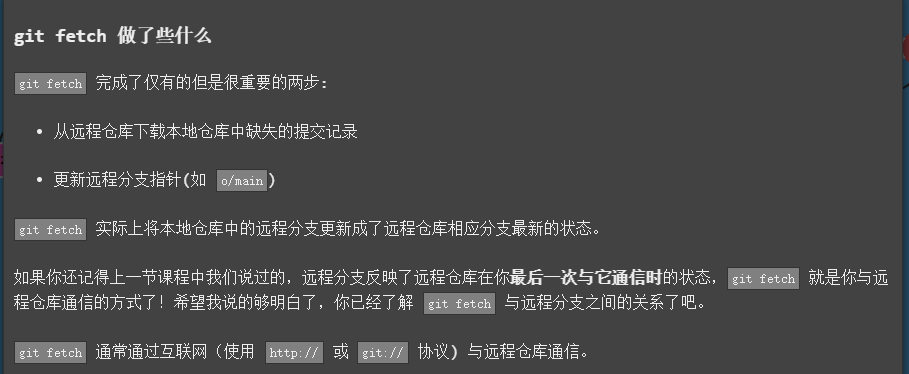 git fetch 做了些什么
git fetch 完成了仅有的但是很重要的两步:
• 从远程仓库下载本地仓库中缺失的提交记录
• 更新远程分支指针(如 o/main)
git fetch 实际上将本地仓库中的远程分支更新成了远程仓库相应分支最新的状态。
如果你还记得上一节课程中我们说过的，远程分支反映了远程仓库在你最后一次与它通信时的状态，git fetch 就是你与远
程仓库通信的方式了！希望我说的够明白了，你已经了解 git fetch 与远程分支之间的关系了吧。
git fetch 通常通过互联网（使用 http:// 或 git:// 协议) 与远程仓库通信。